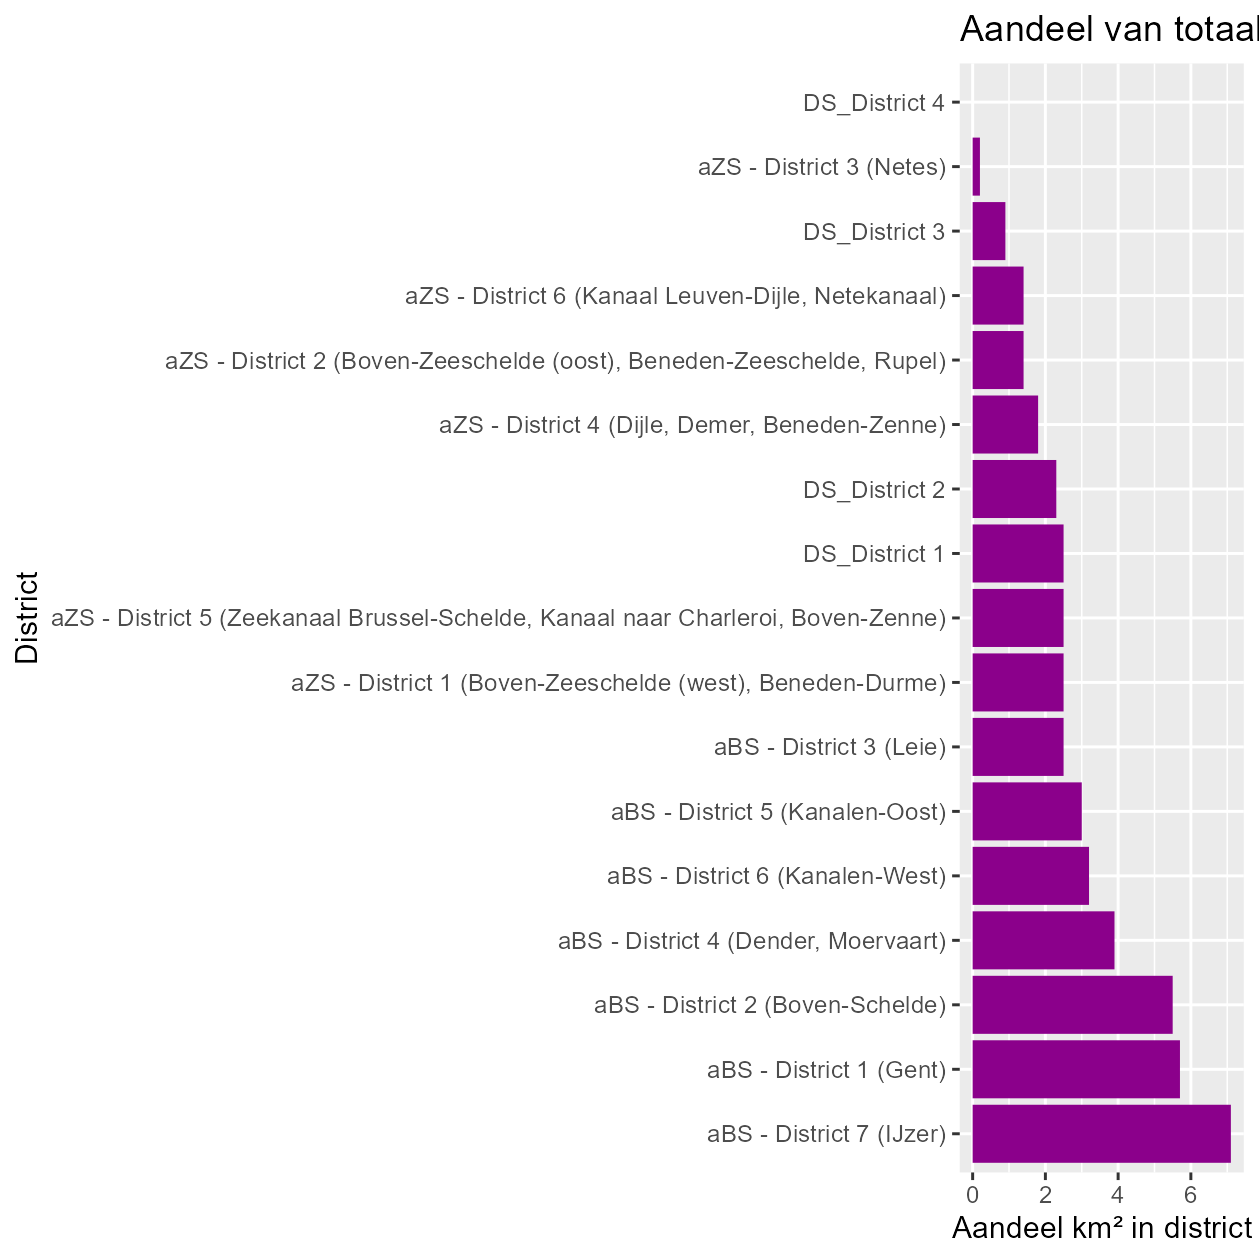 Aandeel van totaal
DS_District 4
aZS - District 3 (Netes)
DS_District 3
aZS - District 6 (Kanaal Leuven-Dijle, Netekanaal)
aZS - District 2 (Boven-Zeeschelde (oost), Beneden-Zeeschelde, Rupel)
aZS - District 4 (Dijle, Demer, Beneden-Zenne)
DS_District 2
DS_District 1
aZS - District 5 (Zeekanaal Brussel-Schelde, Kanaal naar Charleroi, Boven-Zenne)
aZS - District 1 (Boven-Zeeschelde (west), Beneden-Durme)
aBS - District 3 (Leie)
aBS - District 5 (Kanalen-Oost)
aBS - District 6 (Kanalen-West)
aBS - District 4 (Dender, Moervaart)
aBS - District 2 (Boven-Schelde)
aBS - District 1 (Gent)
aBS - District 7 (IJzer)
District
0 2 4 6
Aandeel km² in district